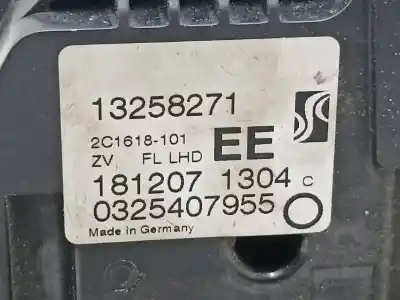 13258271
2C1618-101
ZV FL LHD EE
181207 1304 C
0325407955
Made in Germany